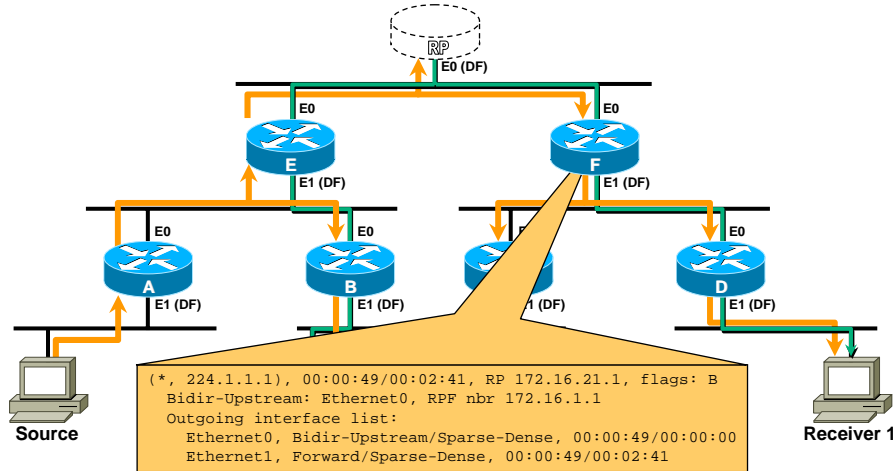 RP
E0 (DF)
E0
E0
E
F
E1 (DF)
E1 (DF)
E0
E0
E0
E0
A
B
D
E1 (DF)
E1 (DF)
E1 (DF)
(*, 224.1.1.1), 00:00:49/00:02:41, RP 172.16.21.1, flags: B
Bidir-Upstream: Ethernet0, RPF nbr 172.16.1.1
Outgoing interface list:
Ethernet0, Bidir-Upstream/Sparse-Dense, 00:00:49/00:00:00
Ethernet1, Forward/Sparse-Dense, 00:00:49/00:02:41
Source
Receiver 1